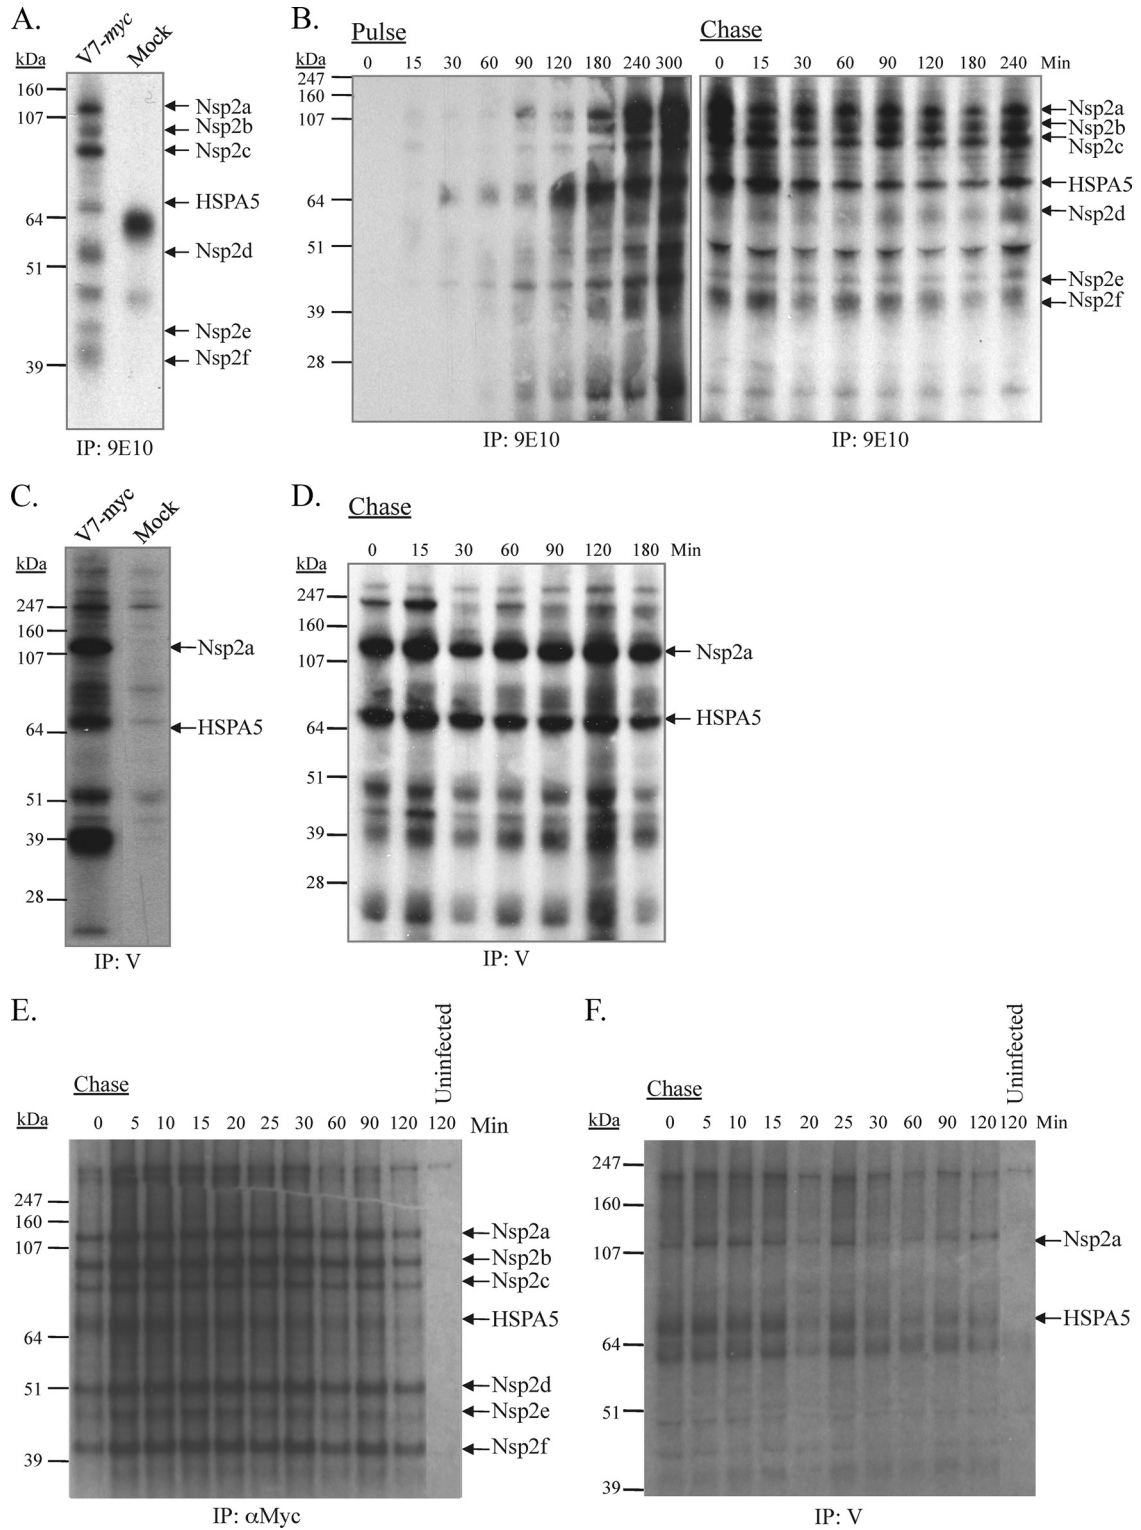 A.
V7-myc Mock
kDa
160
107
64
51
39
Nsp2a
Nsp2b
Nsp2c
HSPA5
Nsp2d
Nsp2e
Nsp2f
IP: 9E10
B.
Pulse
kDa 0 15 30 60 90 120 180 240 300
247
160
107
64
51
39
28
IP: 9E10
Chase
0 15 30 60 90 120 180 240 Min
Nsp2a
Nsp2b
Nsp2c
HSPA5
Nsp2d
Nsp2e
Nsp2f
IP: 9E10
C.
V7-myc Mock
kDa
247
160
107
64
51
39
28
Nsp2a
HSPA5
IP: V
D.
Chase
0 15 30 60 90 120 180 Min
kDa
247
160
107
64
51
39
28
Nsp2a
HSPA5
IP: V
E.
Uninfected
Chase
kDa 0 5 10 15 20 25 30 60 90 120 120 Min
247
160
107
64
51
39
Nsp2a
Nsp2b
Nsp2c
HSPA5
Nsp2d
Nsp2e
Nsp2f
IP: αMyc
F.
Uninfected
Chase
kDa 0 5 10 15 20 25 30 60 90 120 120 Min
247
160
107
64
51
39
Nsp2a
HSPA5
IP: V